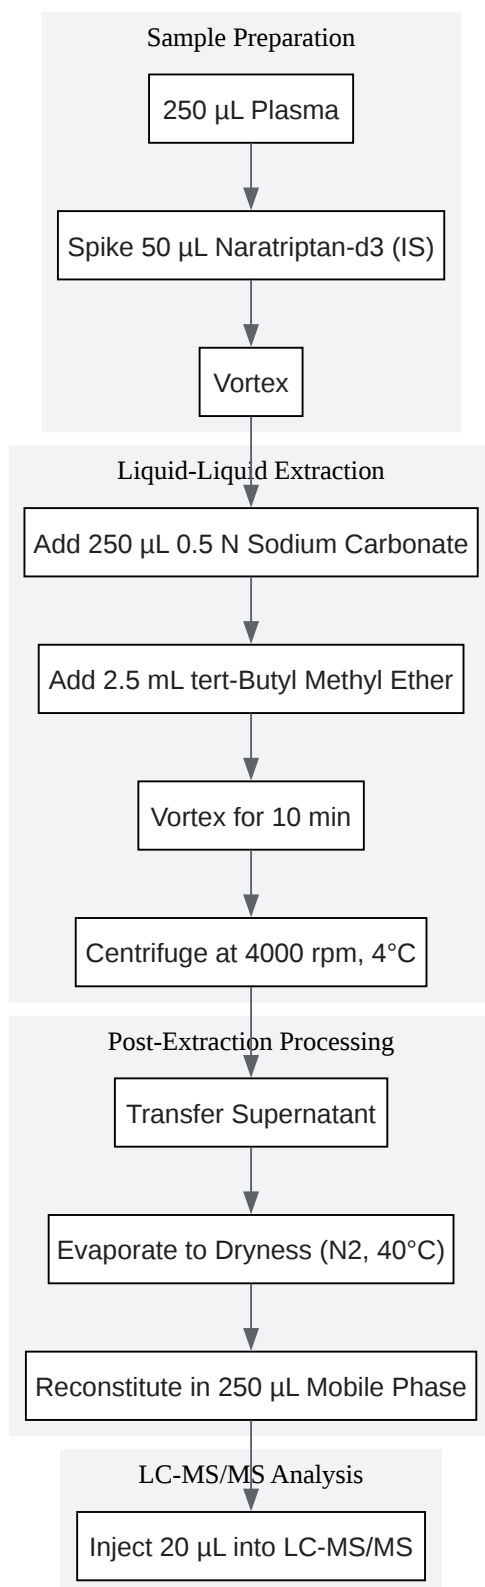 Sample Preparation
250 µL Plasma
Spike 50 µL Naratriptan-d3 (IS)
Vortex
Liquid-Liquid Extraction
Add 250 µL 0.5 N Sodium Carbonate
Add 2.5 mL tert-Butyl Methyl Ether
Vortex for 10 min
Centrifuge at 4000 rpm, 4°C
Post-Extraction Processing
Transfer Supernatant
Evaporate to Dryness (N2, 40°C)
Reconstitute in 250 µL Mobile Phase
LC-MS/MS Analysis
Inject 20 µL into LC-MS/MS